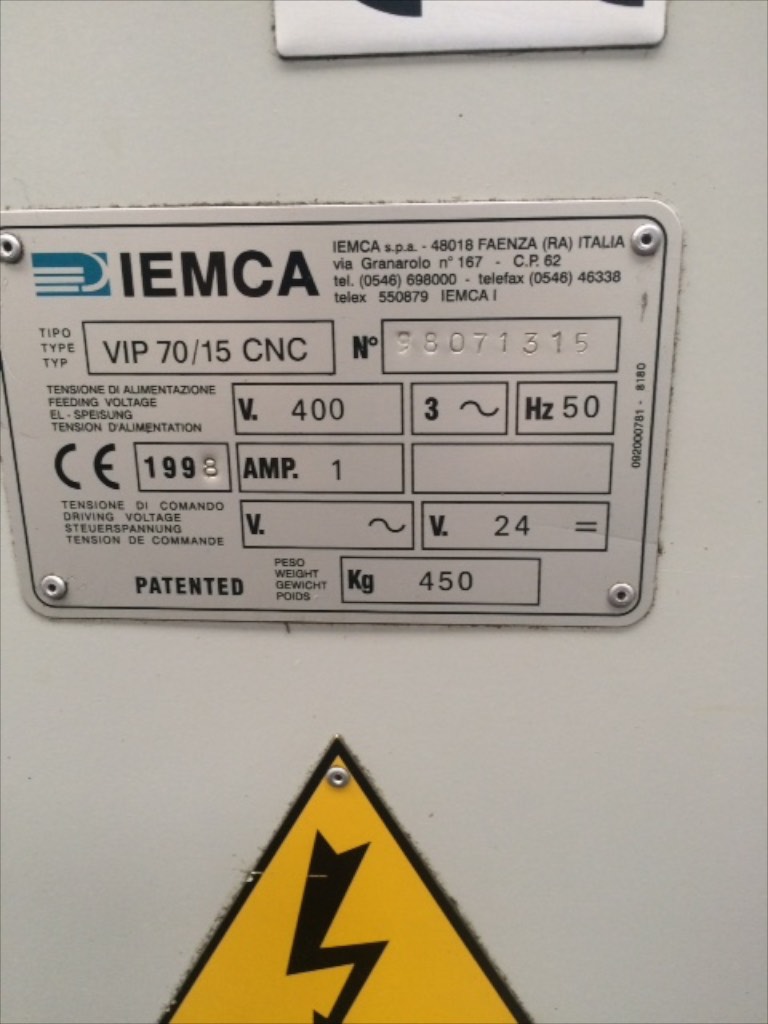 IEMCA
IEMCA s.p.a. - 48018 FAENZA (RA) ITALIA
via Granarolo n° 167 - C.P. 62
tel. (0546) 698000 - telefax (0546) 46338
telex 550879 IEMCA I
TIPO
TYPE
TYP
VIP 70/15 CNC
N° 98071315
TENSIONE DI ALIMENTAZIONE
FEEDING VOLTAGE
EL-SPEISUNG
TENSION D'ALIMENTATION
V. 400
3 ~
Hz 50
CE
1998
AMP. 1
TENSIONE DI COMANDO
DRIVING VOLTAGE
STEUERSPANNUNG
TENSION DE COMMANDE
V. ~
V. 24 =
PATENTED
PESO
WEIGHT
GEWICHT
POIDS
Kg 450
092000781 - 8180